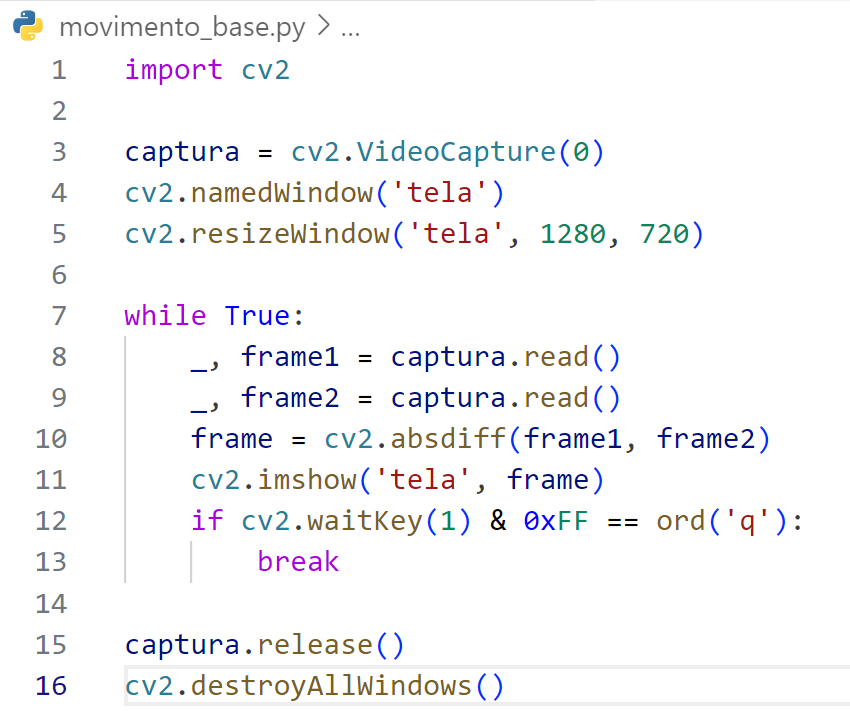 movimento_base.py > ...
1 import cv2
2
3 captura = cv2.VideoCapture(0)
4 cv2.namedWindow('tela')
5 cv2.resizeWindow('tela', 1280, 720)
6
7 while True:
8     _, frame1 = captura.read()
9     _, frame2 = captura.read()
10     frame = cv2.absdiff(frame1, frame2)
11     cv2.imshow('tela', frame)
12     if cv2.waitKey(1) & 0xFF == ord('q'):
13         break
14
15 captura.release()
16 cv2.destroyAllWindows()